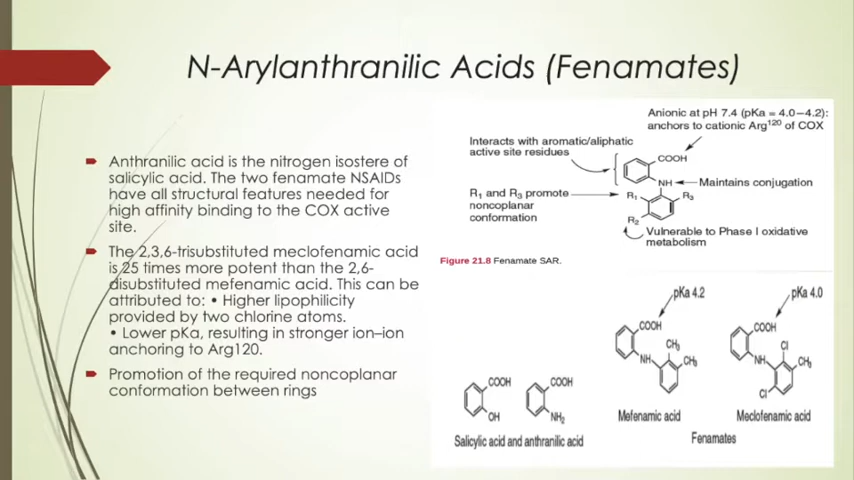 N-Arylanthranilic Acids (Fenamates)
Anthranilic acid is the nitrogen isostere of
salicylic acid. The two fenamate NSAIDs
have all structural features needed for
high affinity binding to the COX active
site.
The 2,3,6-trisubstituted meclofenamic acid
is 25 times more potent than the 2,6-
disubstituted mefenamic acid. This can be
attributed to: • Higher lipophilicity
provided by two chlorine atoms.
• Lower pKa, resulting in stronger ion–ion
anchoring to Arg120.
Promotion of the required noncoplanar
conformation between rings
Anionic at pH 7.4 (pKa = 4.0–4.2):
anchors to cationic Arg120 of COX
Interacts with aromatic/aliphatic
active site residues
COOH
NH
Maintains conjugation
R1 and R3 promote
noncoplanar
conformation
R1
R3
R2
Vulnerable to Phase I oxidative
metabolism
Figure 21.8 Fenamate SAR.
pKa 4.2
COOH
CH3
NH
CH3
Mefenamic acid
pKa 4.0
COOH
Cl
NH
CH3
Cl
Meclofenamic acid
Fenamates
COOH
OH
COOH
NH2
Salicylic acid and anthranilic acid